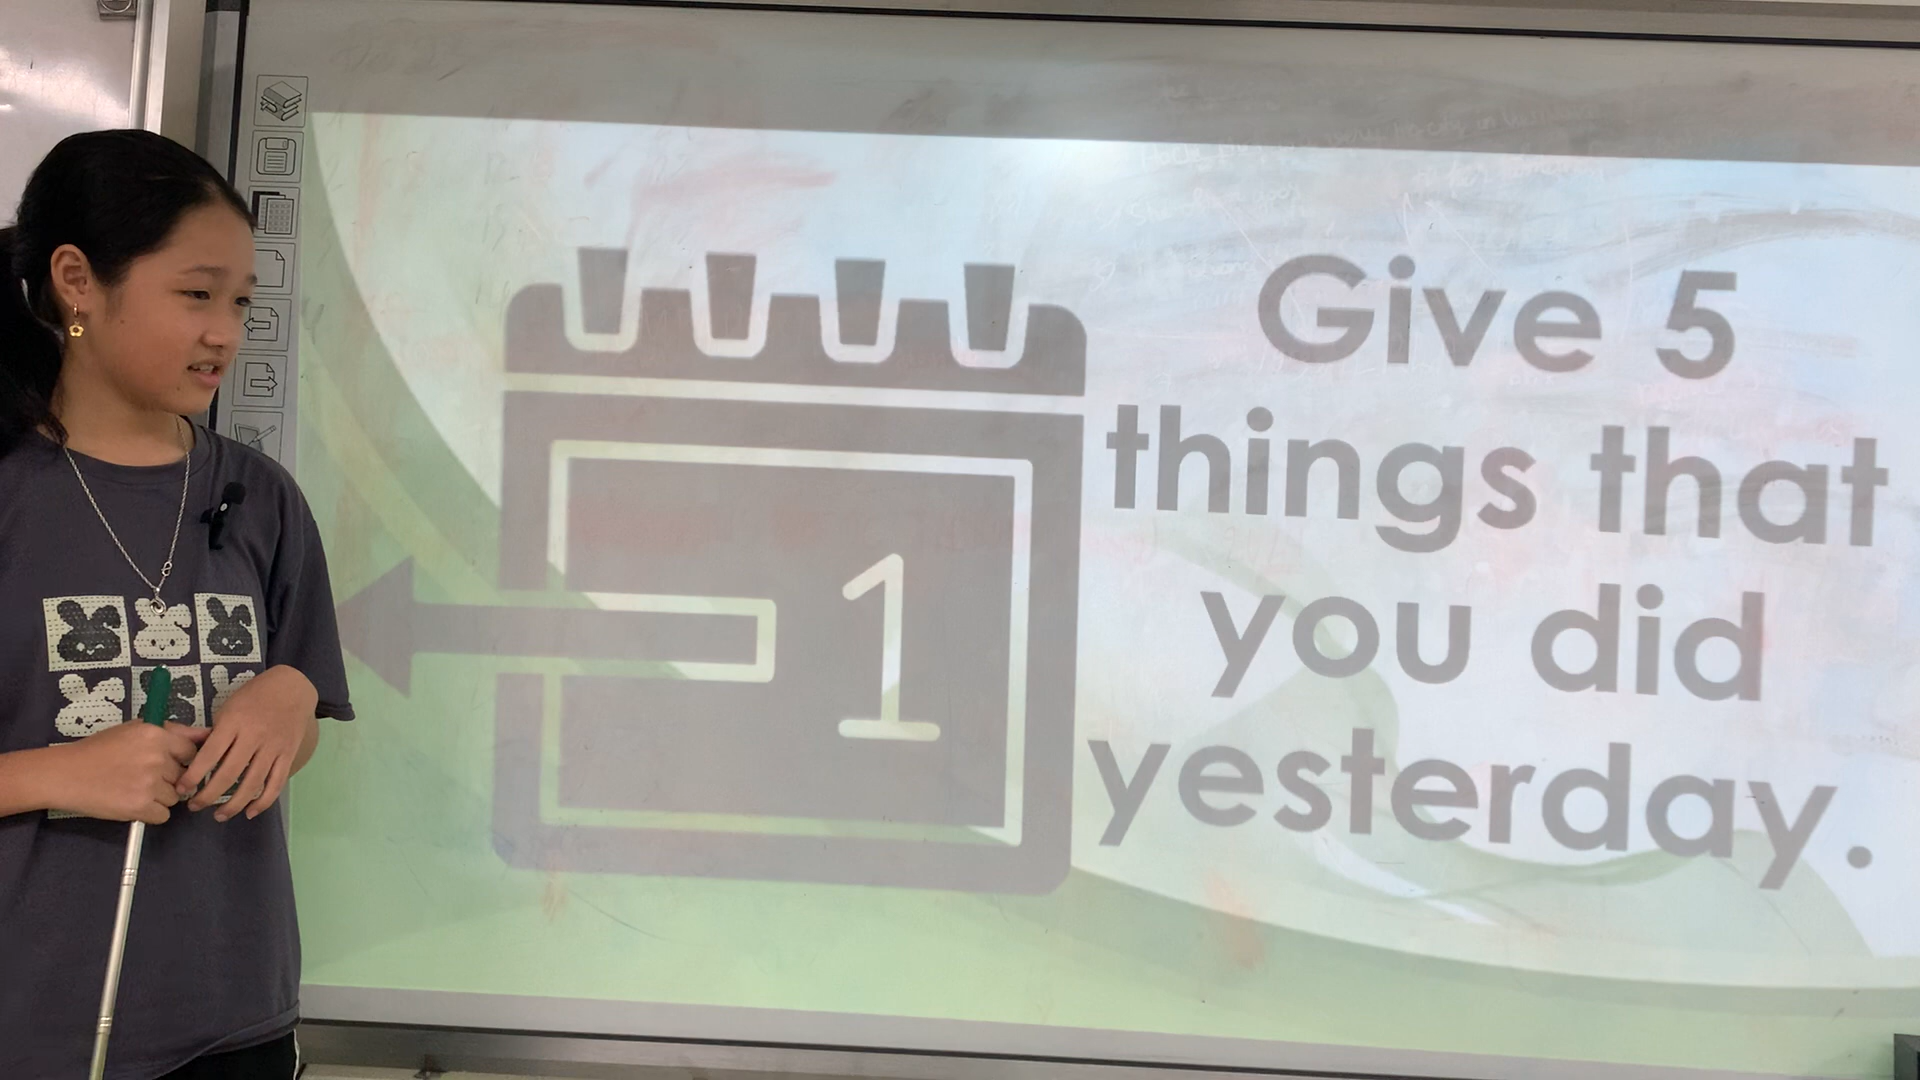 1
Give 5
things that
you did
yesterday.